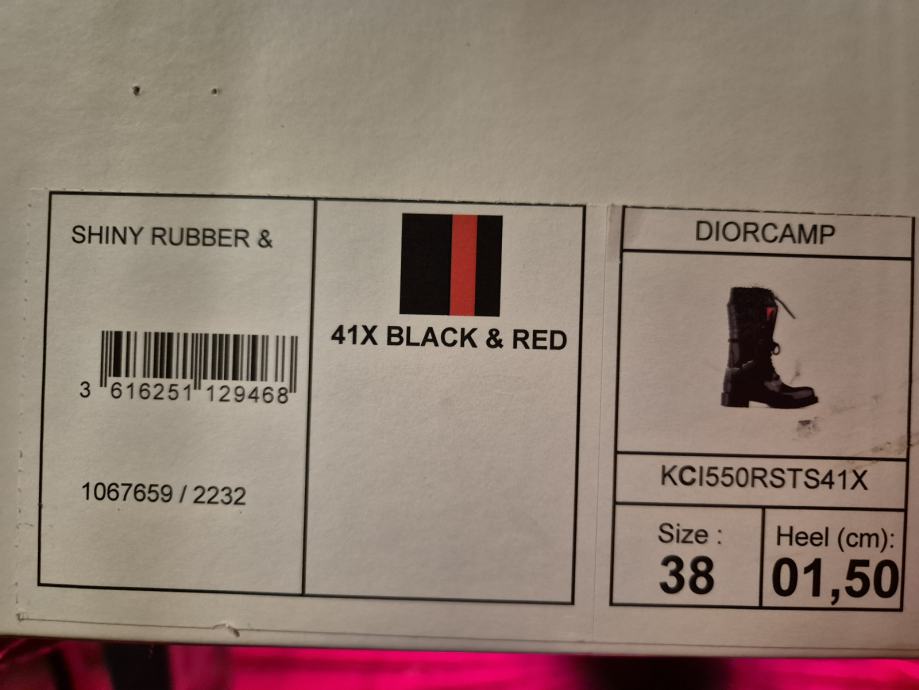 SHINY RUBBER &
3 616251 129468
1067659 / 2232
41X BLACK & RED
DIORCAMP
KCI550RSTS41X
Size :
38
Heel (cm):
01,50